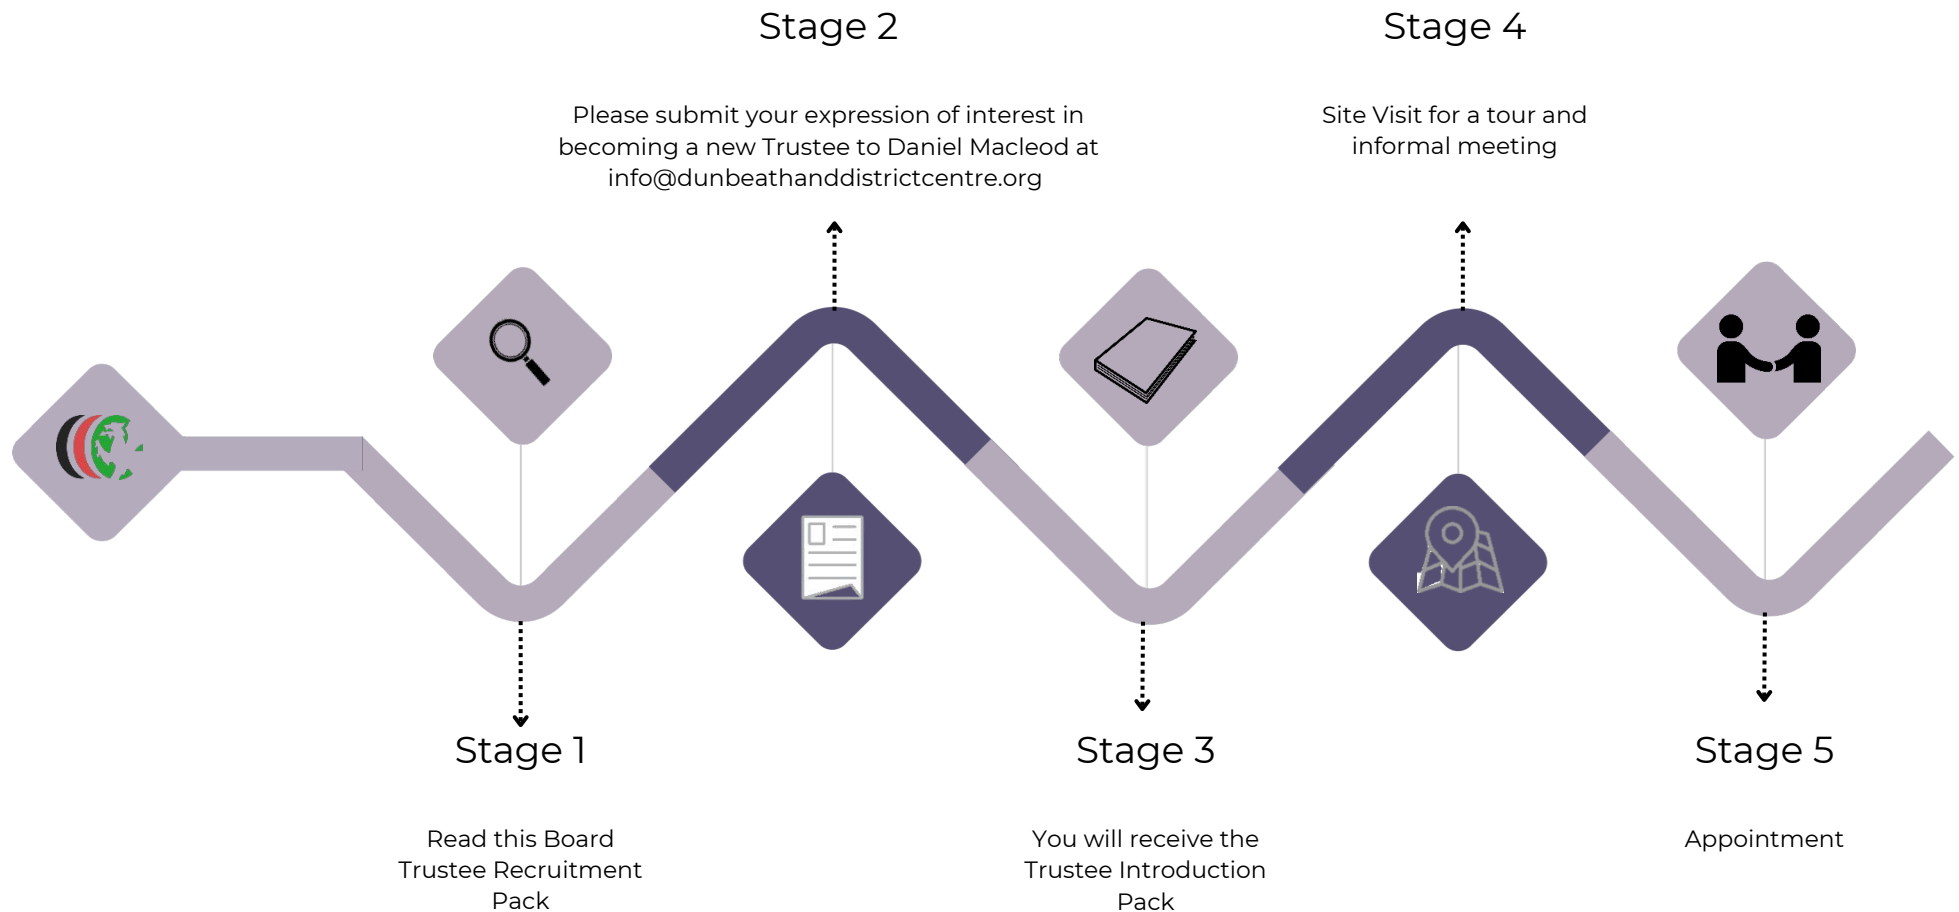 Stage 2
Please submit your expression of interest in
becoming a new Trustee to Daniel Macleod at
info@dunbeathanddistrictcentre.org
Stage 4
Site Visit for a tour and
informal meeting
Stage 1
Read this Board
Trustee Recruitment
Pack
Stage 3
You will receive the
Trustee Introduction
Pack
Stage 5
Appointment